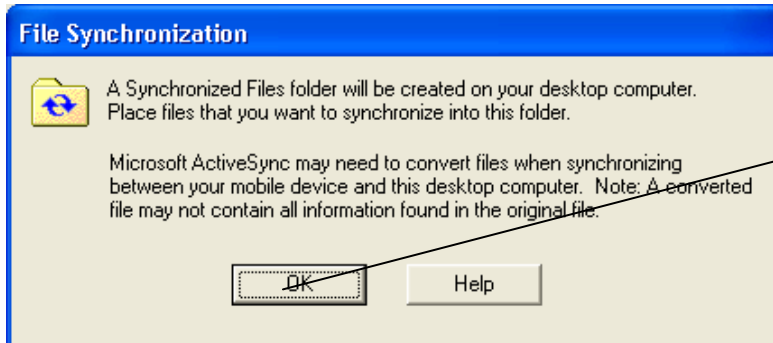 File Synchronization
A Synchronized Files folder will be created on your desktop computer.
Place files that you want to synchronize into this folder.
Microsoft ActiveSync may need to convert files when synchronizing
between your mobile device and this desktop computer.  Note: A converted
file may not contain all information found in the original file.
OK
Help